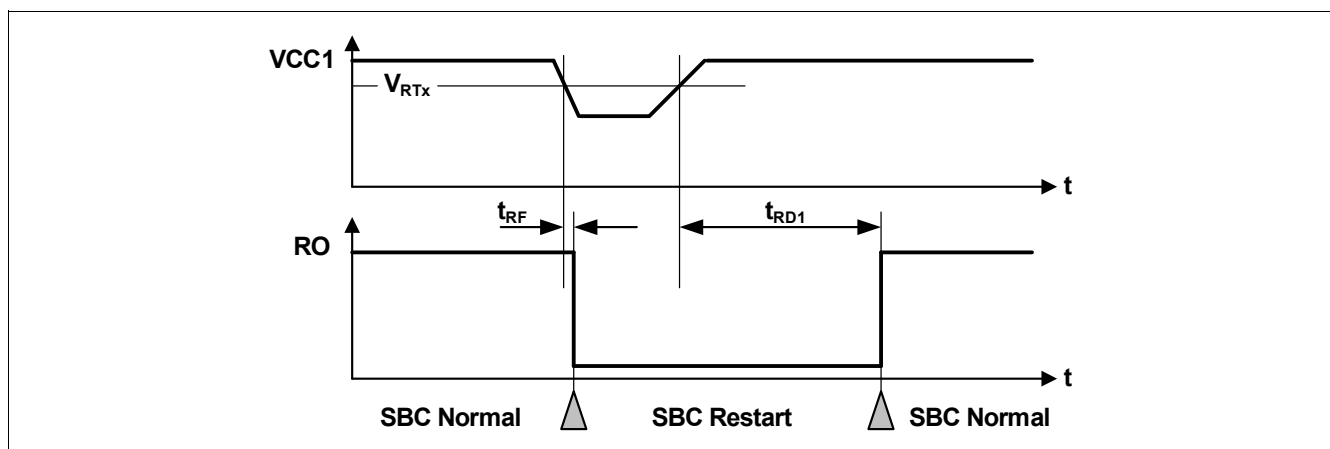 VCC1
VRTx
t
tRF
tRD1
RO
t
SBC Normal
SBC Restart
SBC Normal